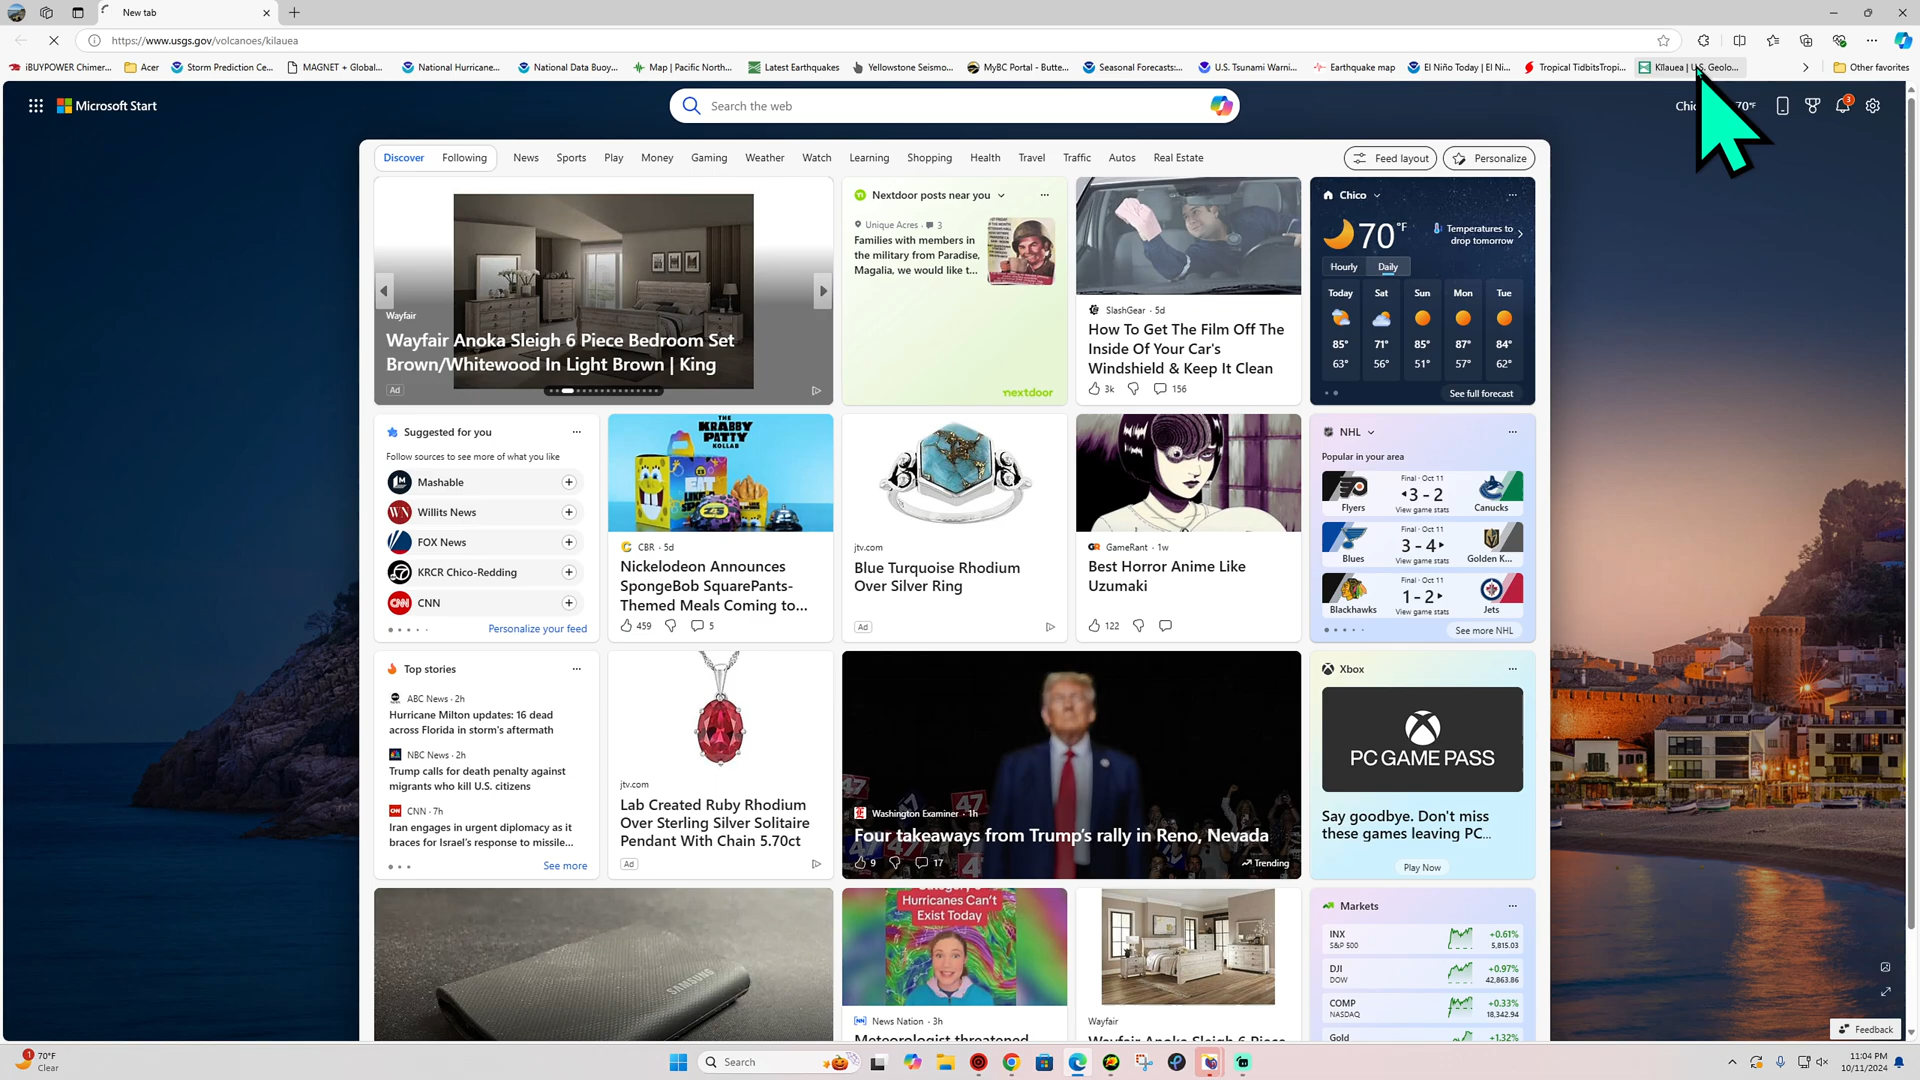 New tab
https://www.usgs.gov/volcanoes/kilauea
iBUYPOWER Chimer...
Acer
Storm Prediction Ce...
MAGNET + Global...
National Hurricane...
National Data Buoy...
Map | Pacific North...
Latest Earthquakes
Yellowstone Seismo...
MyBC Portal - Butte...
Seasonal Forecasts:...
U.S. Tsunami Warni...
Earthquake map
El Niño Today | El Ni...
Tropical TidbitsTropi...
Kīlauea | U.S. Geolo...
Other favorites
Microsoft Start
Search the web
70°F
3
Discover
Following
News
Sports
Play
Money
Gaming
Weather
Watch
Learning
Shopping
Health
Travel
Traffic
Autos
Real Estate
Feed layout
Personalize
Wayfair
Wayfair Anoka Sleigh 6 Piece Bedroom Set
Brown/Whitewood In Light Brown | King
Ad
Nextdoor posts near you
Unique Acres · 3
Families with members in
the military from Paradise,
Magalia, we would like t...
nextdoor
SlashGear · 5d
How To Get The Film Off The
Inside Of Your Car's
Windshield & Keep It Clean
3k
156
Chico
70°F
Temperatures to
drop tomorrow
Hourly
Daily
Today Sat Sun Mon Tue
85° 71° 85° 87° 84°
63° 56° 51° 57° 62°
See full forecast
Suggested for you
Follow sources to see more of what you like
Mashable
Willits News
FOX News
KRCR Chico-Redding
CNN
Personalize your feed
THE
KRABBY
PATTY
KOLLAB
CBR · 5d
Nickelodeon Announces
SpongeBob SquarePants-
Themed Meals Coming to...
459
5
jtv.com
Blue Turquoise Rhodium
Over Silver Ring
Ad
GameRant · 1w
Best Horror Anime Like
Uzumaki
122
NHL
Popular in your area
Final · Oct 11
3 - 2
Flyers
View game stats
Canucks
Final · Oct 11
3 - 4
Blues
View game stats
Golden K...
Final · Oct 11
1 - 2
Blackhawks
View game stats
Jets
See more NHL
Top stories
ABC News · 2h
Hurricane Milton updates: 16 dead
across Florida in storm's aftermath
NBC News · 2h
Trump calls for death penalty against
migrants who kill U.S. citizens
CNN · 7h
Iran engages in urgent diplomacy as it
braces for Israel's response to missile...
See more
jtv.com
Lab Created Ruby Rhodium
Over Sterling Silver Solitaire
Pendant With Chain 5.70ct
Ad
Washington Examiner · 1h
Four takeaways from Trump's rally in Reno, Nevada
9
17
Trending
Xbox
PC GAME PASS
Say goodbye. Don't miss
these games leaving PC...
Play Now
SAMSUNG
Hurricanes Can't
Exist Today
News Nation · 3h
Meteorologist threatened
Wayfair
Wayfair Anoka Sleigh 6 Piece
Markets
INX
S&P 500
+0.61%
5,815.03
DJI
DOW
+0.97%
42,863.86
COMP
NASDAQ
+0.33%
18,342.94
Gold
+1.32%
Feedback
1
70°F
Clear
Search
11:04 PM
10/11/2024